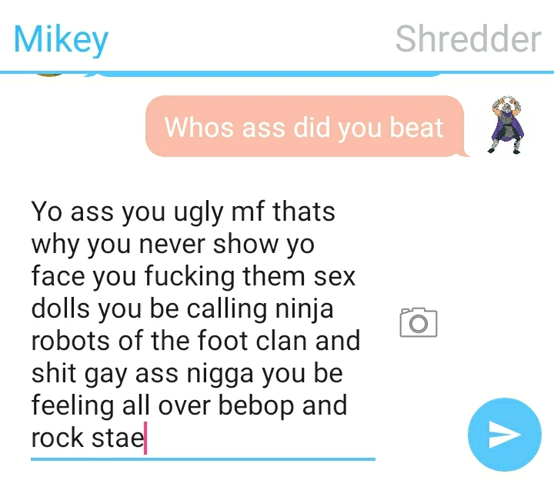 Mikey
Shredder
Whos ass did you beat
Yo ass you ugly mf thats
why you never show yo
face you fucking them sex
dolls you be calling ninja
robots of the foot clan and
shit gay ass nigga you be
feeling all over bebop and
rock stae